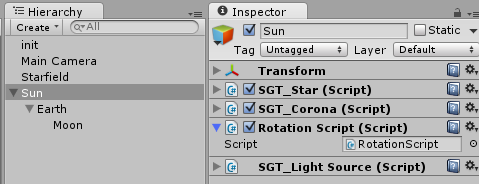 Hierarchy
Create
All
init
Main Camera
Starfield
Sun
Earth
Moon
Inspector
Sun
Static
Tag Untagged Layer Default
Transform
SGT_Star (Script)
SGT_Corona (Script)
Rotation Script (Script)
Script RotationScript
SGT_Light Source (Script)